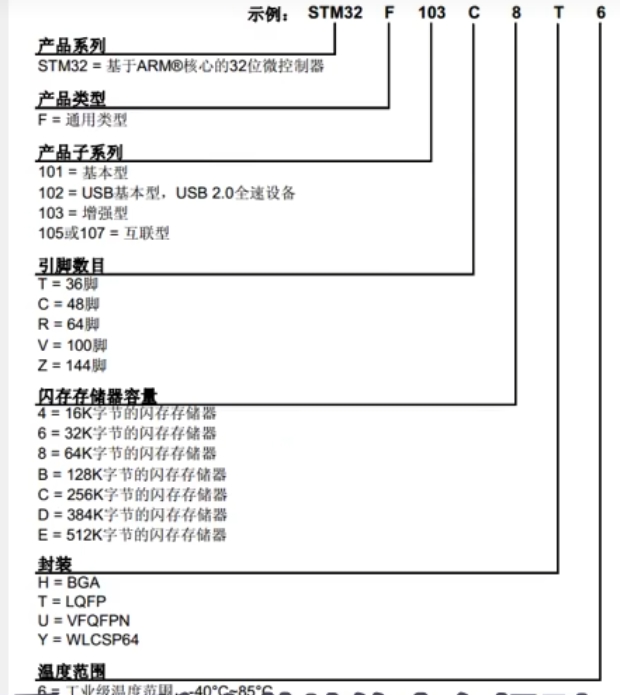 示例： STM32 F 103 C 8 T 6
产品系列
STM32 = 基于ARM®核心的32位微控制器
产品类型
F = 通用类型
产品子系列
101 = 基本型
102 = USB基本型，USB 2.0全速设备
103 = 增强型
105或107 = 互联型
引脚数目
T = 36脚
C = 48脚
R = 64脚
V = 100脚
Z = 144脚
闪存存储器容量
4 = 16K字节的闪存存储器
6 = 32K字节的闪存存储器
8 = 64K字节的闪存存储器
B = 128K字节的闪存存储器
C = 256K字节的闪存存储器
D = 384K字节的闪存存储器
E = 512K字节的闪存存储器
封装
H = BGA
T = LQFP
U = VFQFPN
Y = WLCSP64
温度范围
6 = 工业级温度范围，-40°C~85°C